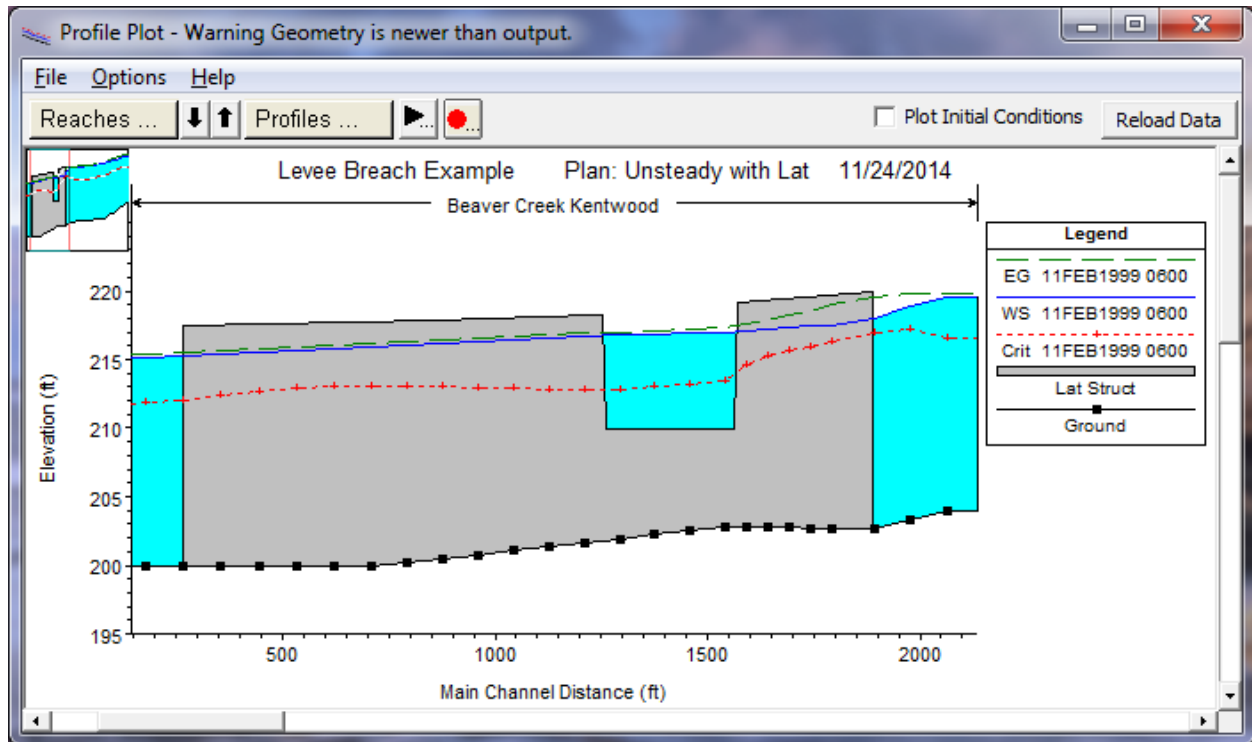 Profile Plot - Warning Geometry is newer than output.
File Options Help
Reaches ... Profiles ... ... ... Plot Initial Conditions Reload Data
Levee Breach Example Plan: Unsteady with Lat 11/24/2014
Beaver Creek Kentwood
Legend
EG 11FEB1999 0600
WS 11FEB1999 0600
Crit 11FEB1999 0600
Lat Struct
Ground
Elevation (ft)
220
215
210
205
200
195
500 1000 1500 2000
Main Channel Distance (ft)